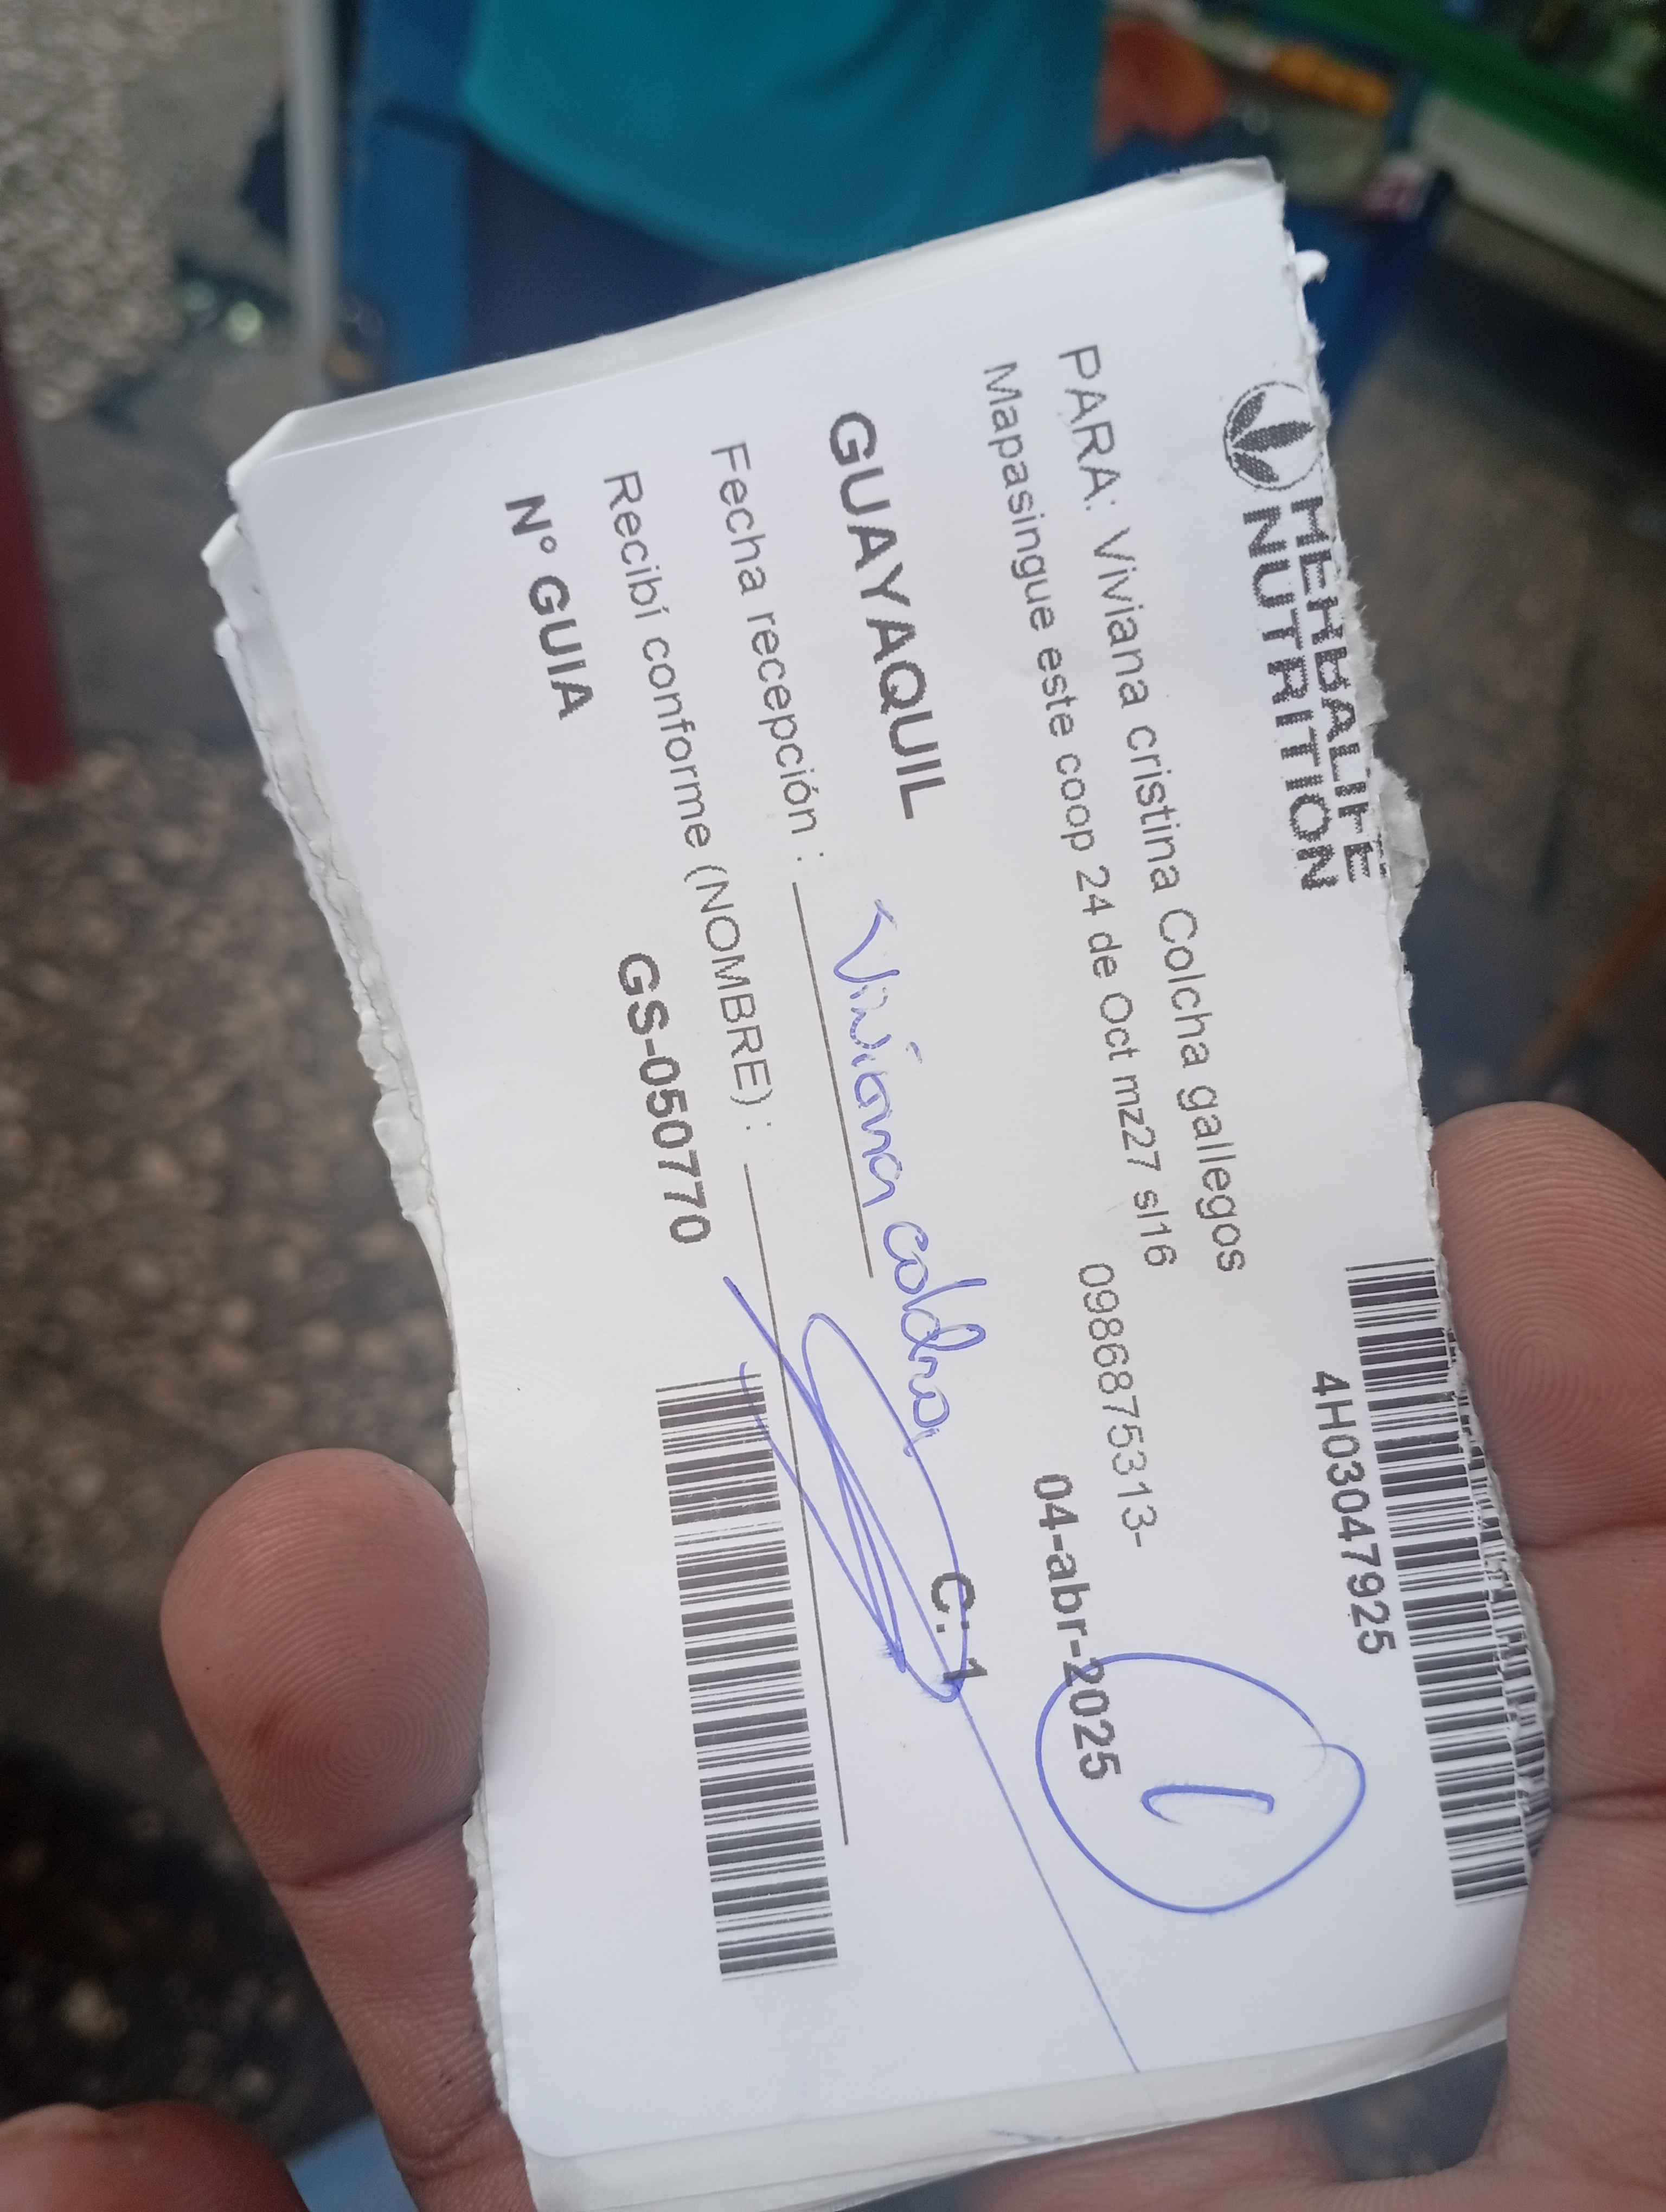 HERBALIFE
NUTRITION
4H03047925
PARA: Viviana cristina Colcha gallegos
Mapasingue este coop 24 de Oct mz27 sl16
0986875313-
1
GUAYAQUIL
04-abr-2025
Fecha recepción :
Viviana colcha
C: 1
Recibí conforme (NOMBRE) :
N° GUIA GS-050770